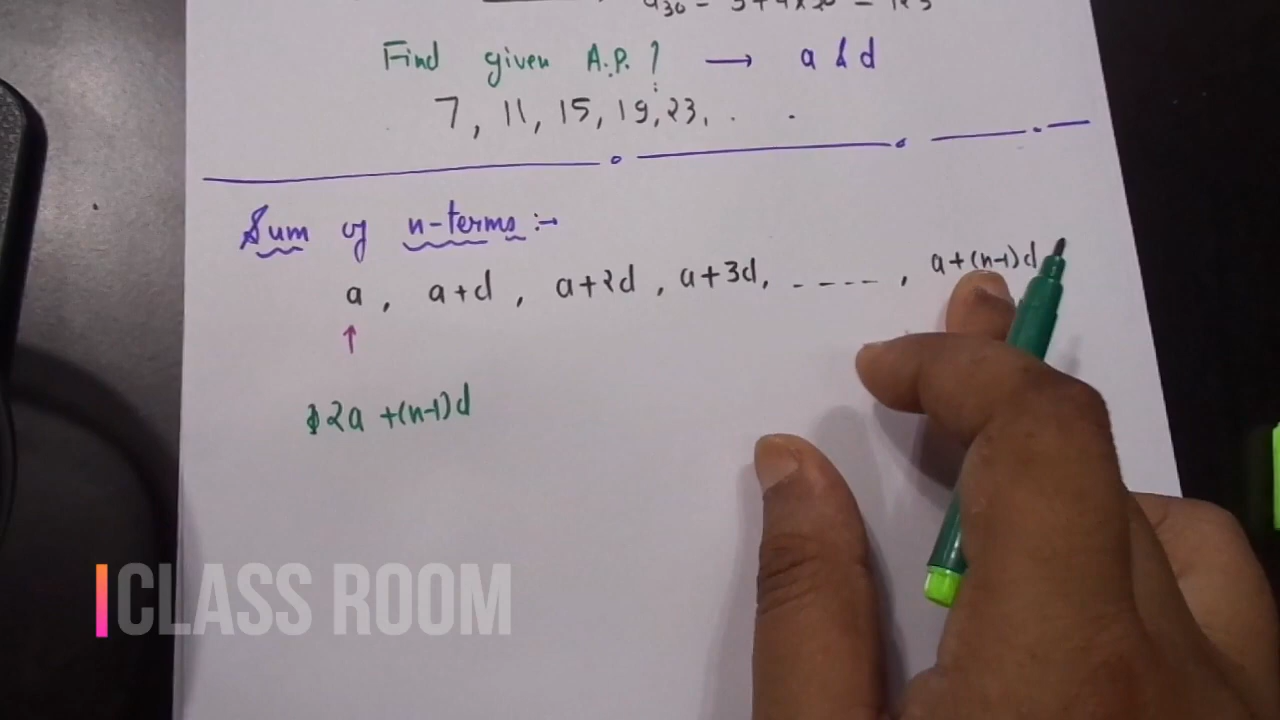 Find given A.P. ? → a & d
7, 11, 15, 19, 23, . .
Sum of n-terms :→
a , a+d , a+2d , a+3d, - - - - , a+(n-1)d
↑
2a +(n-1)d
CLASS ROOM